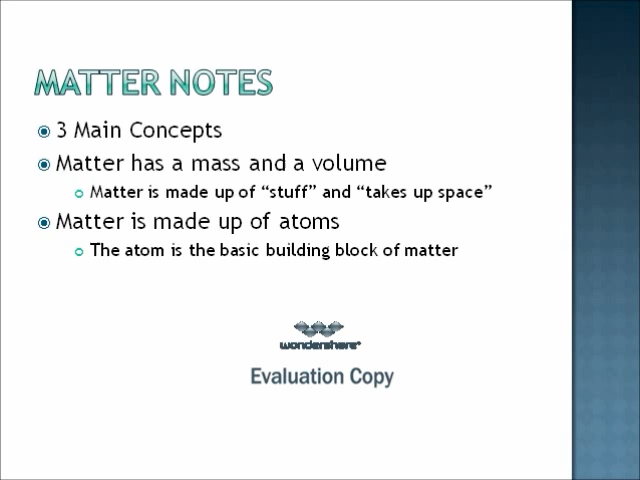 MATTER NOTES
3 Main Concepts
Matter has a mass and a volume
Matter is made up of “stuff” and “takes up space”
Matter is made up of atoms
The atom is the basic building block of matter
wondershare
Evaluation Copy